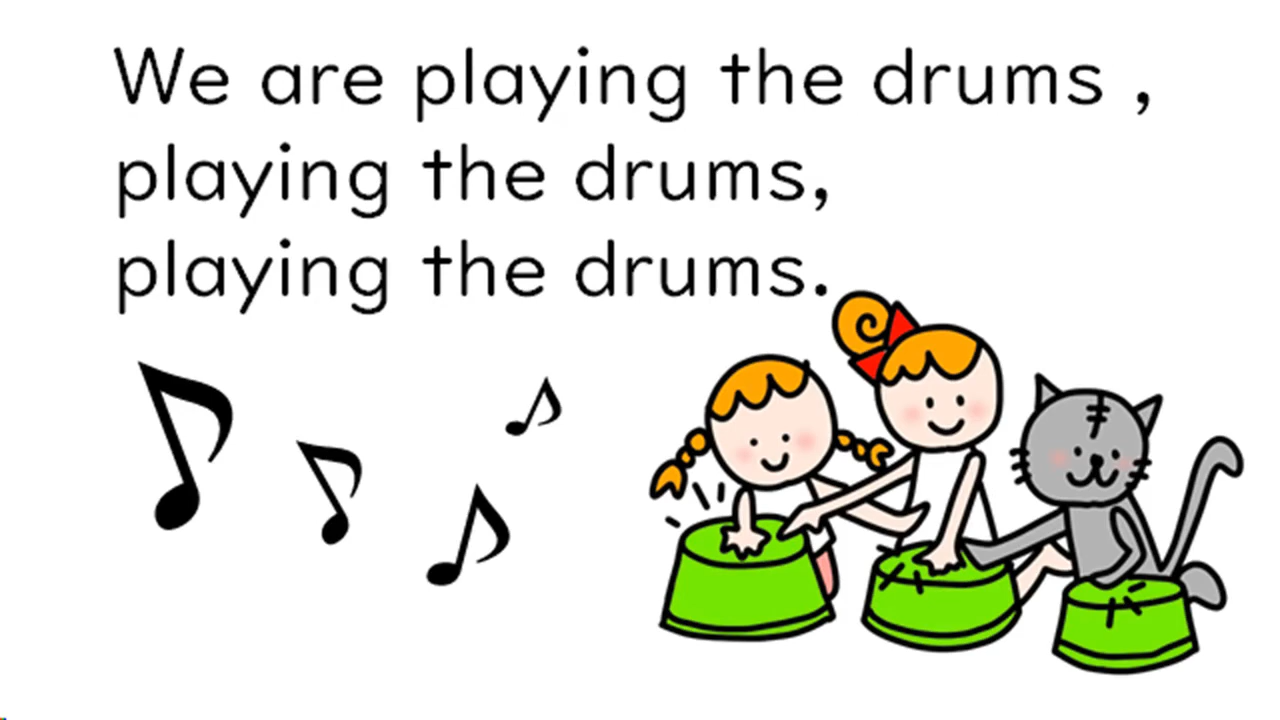 We are playing the drums ,
playing the drums,
playing the drums.